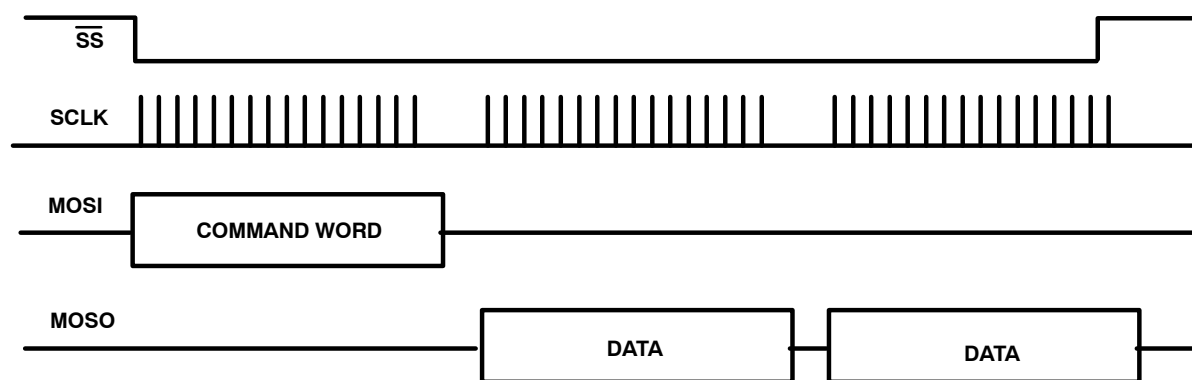 SS
SCLK
MOSI
COMMAND WORD
MOSO
DATA
DATA